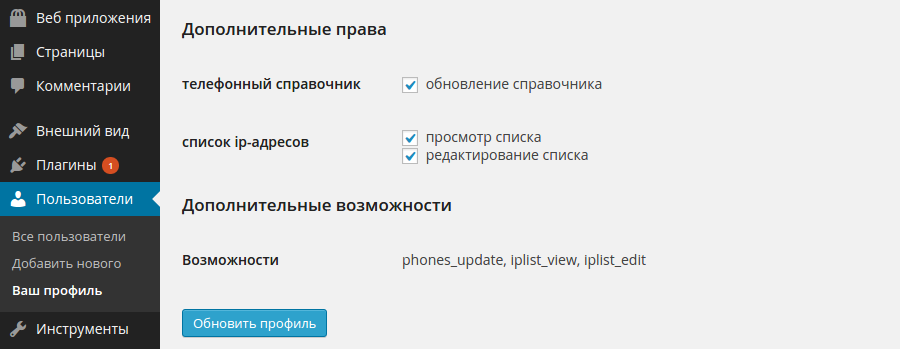 Веб приложения
Страницы
Комментарии
Внешний вид
Плагины 1
Пользователи
Все пользователи
Добавить нового
Ваш профиль
Инструменты
Дополнительные права
телефонный справочник обновление справочника
список ip-адресов просмотр списка
редактирование списка
Дополнительные возможности
Возможности phones_update, iplist_view, iplist_edit
Обновить профиль